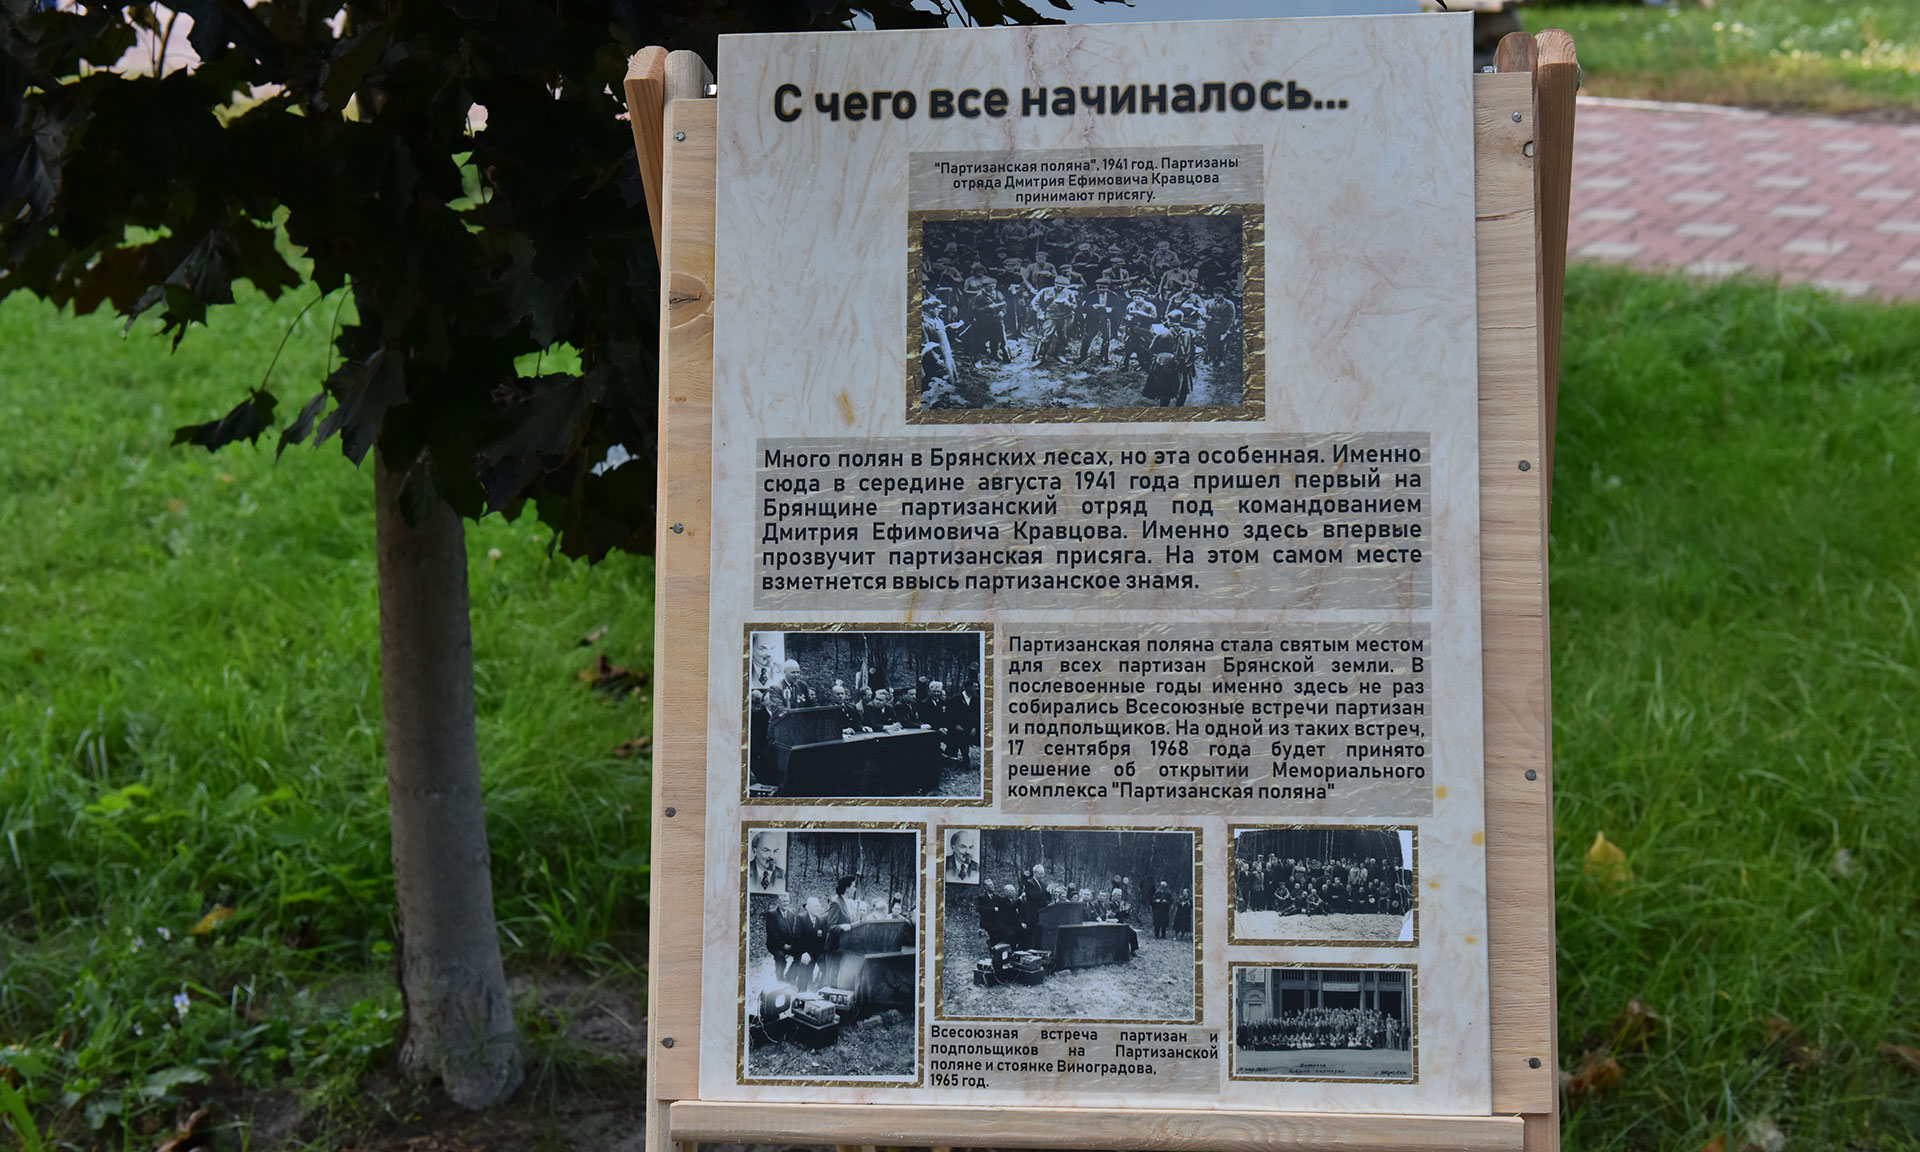 С чего все начиналось...
"Партизанская поляна", 1941 год. Партизаны
отряда Дмитрия Ефимовича Кравцова
принимают присягу.
Много полян в Брянских лесах, но эта особенная. Именно
сюда в середине августа 1941 года пришел первый на
Брянщине партизанский отряд под командованием
Дмитрия Ефимовича Кравцова. Именно здесь впервые
прозвучит партизанская присяга. На этом самом месте
взметнется ввысь партизанское знамя.
Партизанская поляна стала святым местом
для всех партизан Брянской земли. В
послевоенные годы именно здесь не раз
собирались Всесоюзные встречи партизан
и подпольщиков. На одной из таких встреч,
17 сентября 1968 года будет принято
решение об открытии Мемориального
комплекса "Партизанская поляна"
Всесоюзная встреча партизан и
подпольщиков на Партизанской
поляне и стоянке Виноградова,
1965 год.